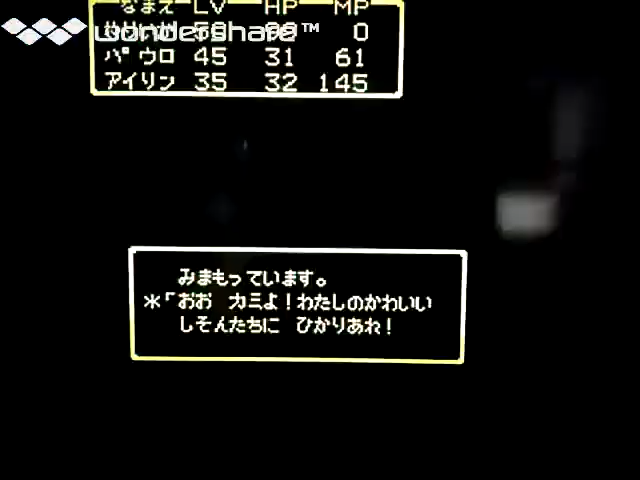 なまえ LV HP MP
wondershare™
0
パウロ 45 31 61
アイリン 35 32 145
みまもっています。
*「おお カミよ!わたしのかわいい
しそんたちに ひかりあれ!